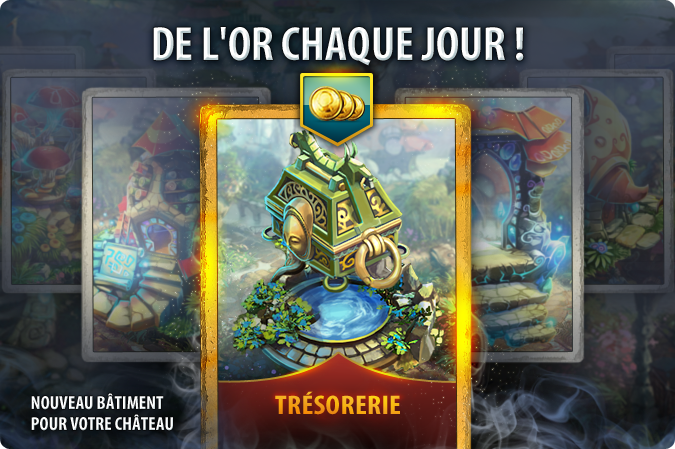 DE L'OR CHAQUE JOUR !
TRÉSORERIE
NOUVEAU BÂTIMENT
POUR VOTRE CHÂTEAU